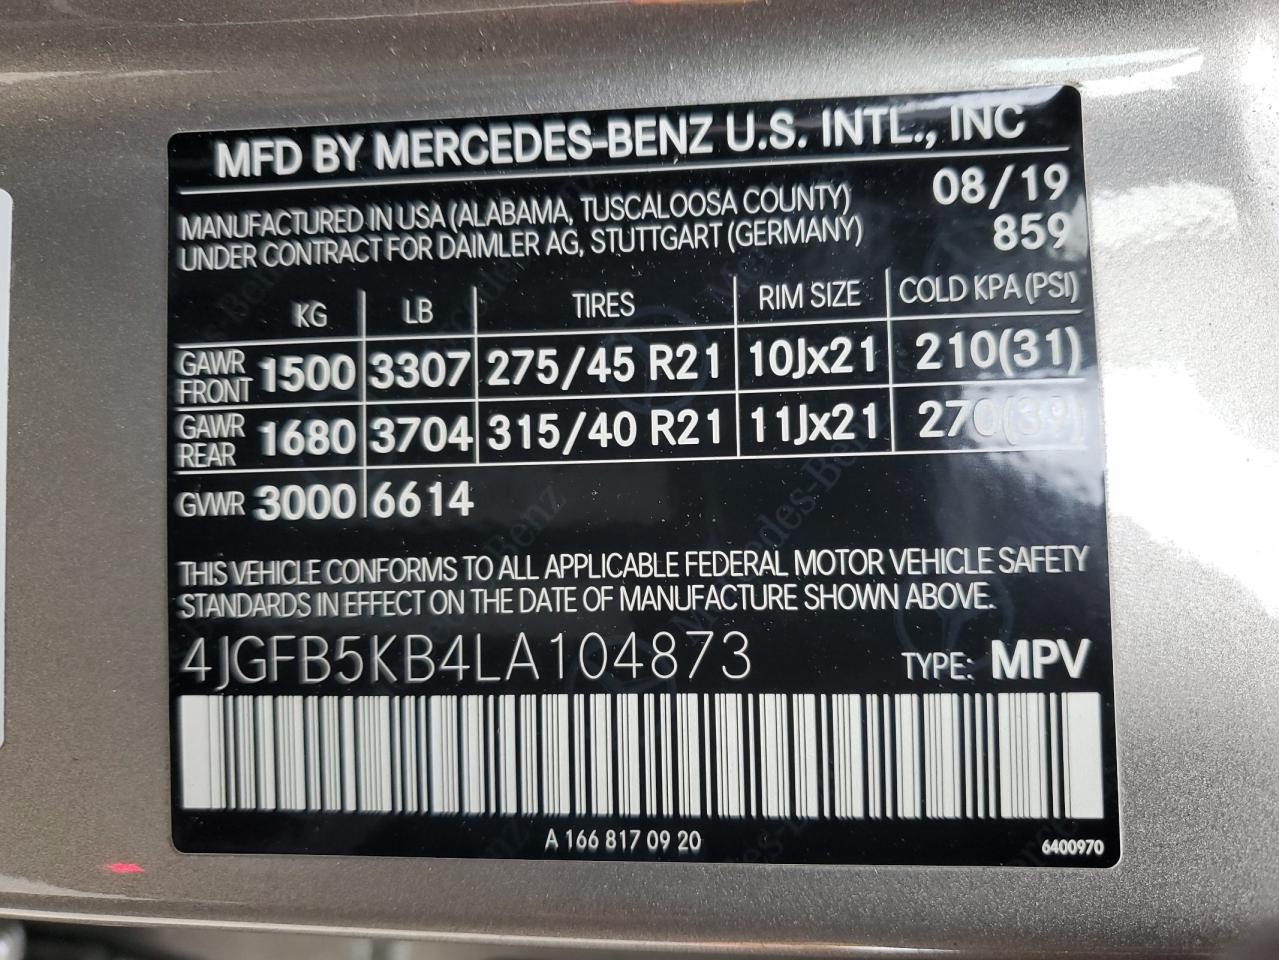 MFD BY MERCEDES-BENZ U.S. INTL., INC
MANUFACTURED IN USA (ALABAMA, TUSCALOOSA COUNTY) 08/19
UNDER CONTRACT FOR DAIMLER AG, STUTTGART (GERMANY) 859
KG LB TIRES RIM SIZE COLD KPA (PSI)
GAWR FRONT 1500 3307 275/45 R21 10Jx21 210(31)
GAWR REAR 1680 3704 315/40 R21 11Jx21 270(39)
GVWR 3000 6614
THIS VEHICLE CONFORMS TO ALL APPLICABLE FEDERAL MOTOR VEHICLE SAFETY
STANDARDS IN EFFECT ON THE DATE OF MANUFACTURE SHOWN ABOVE.
4JGFB5KB4LA104873 TYPE: MPV
A 166 817 09 20
6400970